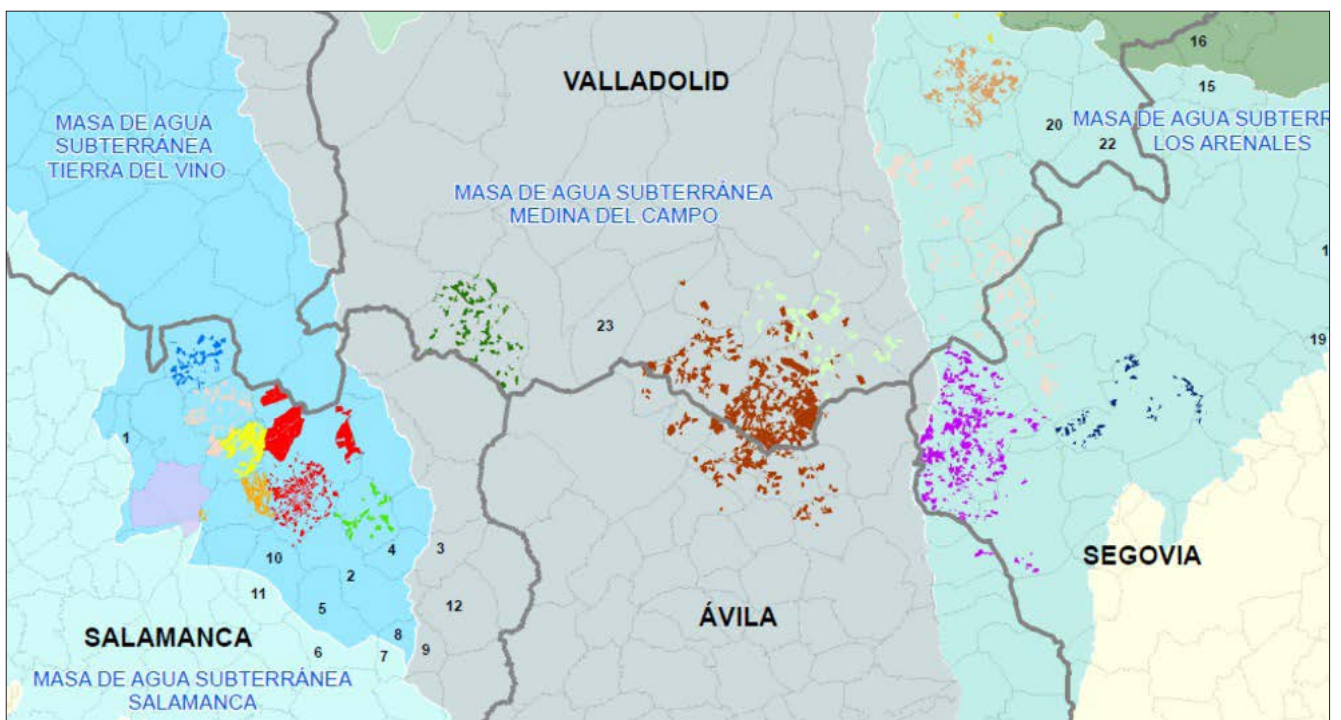 16
VALLADOLID
15
MASA DE AGUA
SUBTERRÁNEA
TIERRA DEL VINO
20
MASA DE AGUA SUBTERR
22
LOS ARENALES
MASA DE AGUA SUBTERRÁNEA
MEDINA DEL CAMPO
1
23
19
1
10
4
3
2
11
5
12
SEGOVIA
SALAMANCA
8
ÁVILA
6
7
9
MASA DE AGUA SUBTERRÁNEA
SALAMANCA